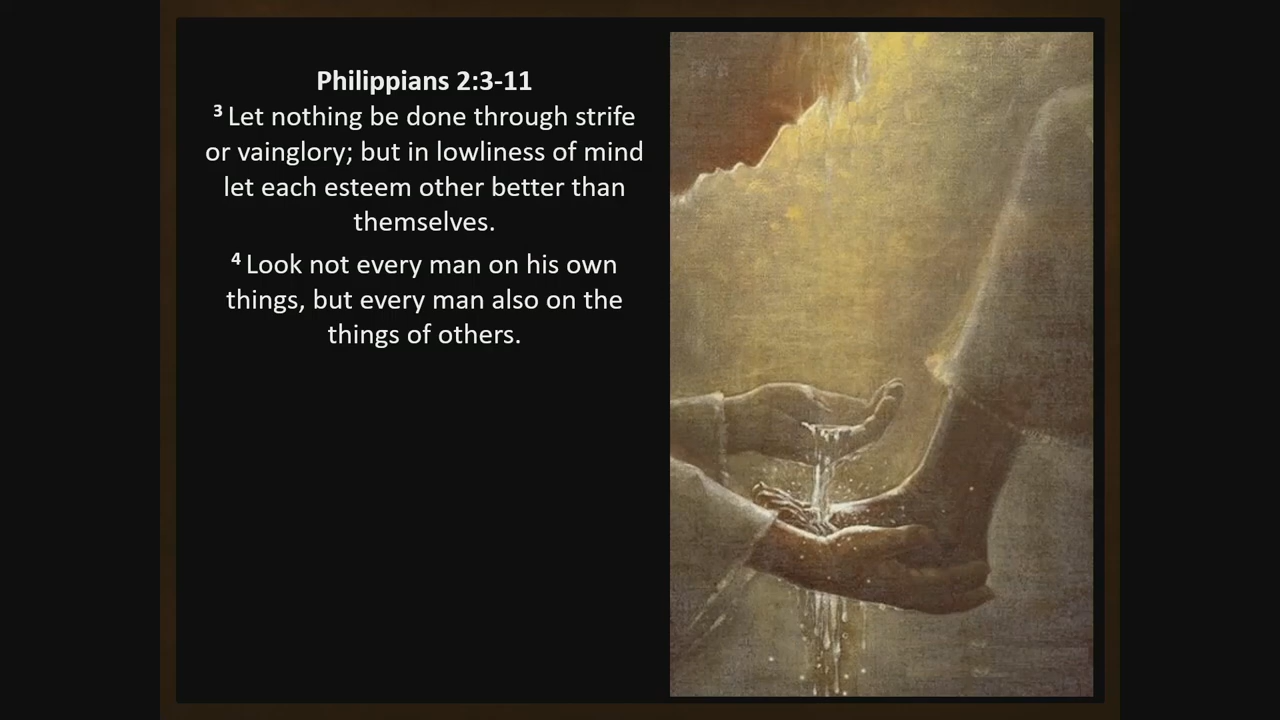 Philippians 2:3-11
³ Let nothing be done through strife
or vainglory; but in lowliness of mind
let each esteem other better than
themselves.
⁴ Look not every man on his own
things, but every man also on the
things of others.